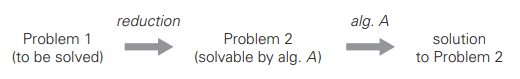 reduction
alg. A
Problem 1
(to be solved)
Problem 2
(solvable by alg. A)
solution
to Problem 2